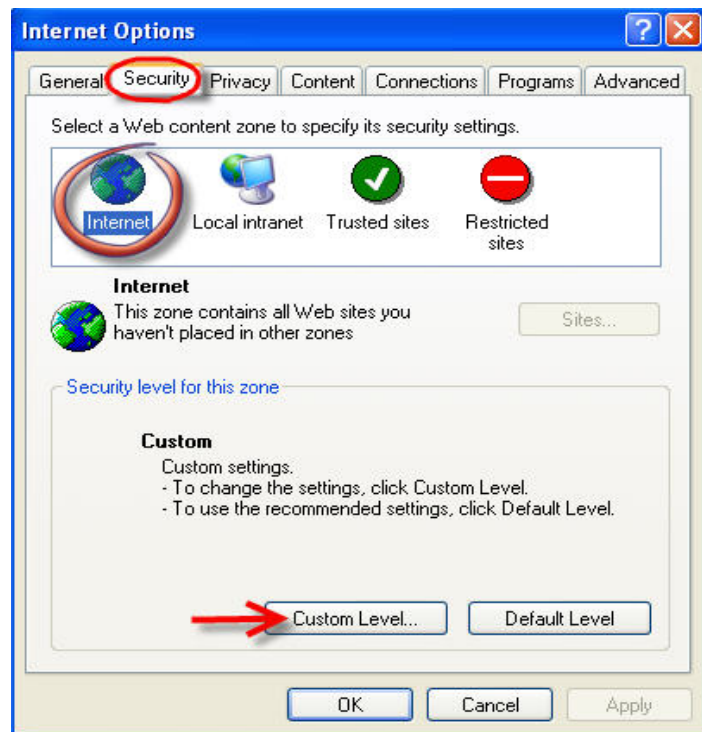 Internet Options
General Security Privacy Content Connections Programs Advanced
Select a Web content zone to specify its security settings.
Internet Local intranet Trusted sites Restricted sites
Internet
This zone contains all Web sites you
haven't placed in other zones
Sites...
Security level for this zone
Custom
Custom settings.
- To change the settings, click Custom Level.
- To use the recommended settings, click Default Level.
Custom Level... Default Level
OK Cancel Apply